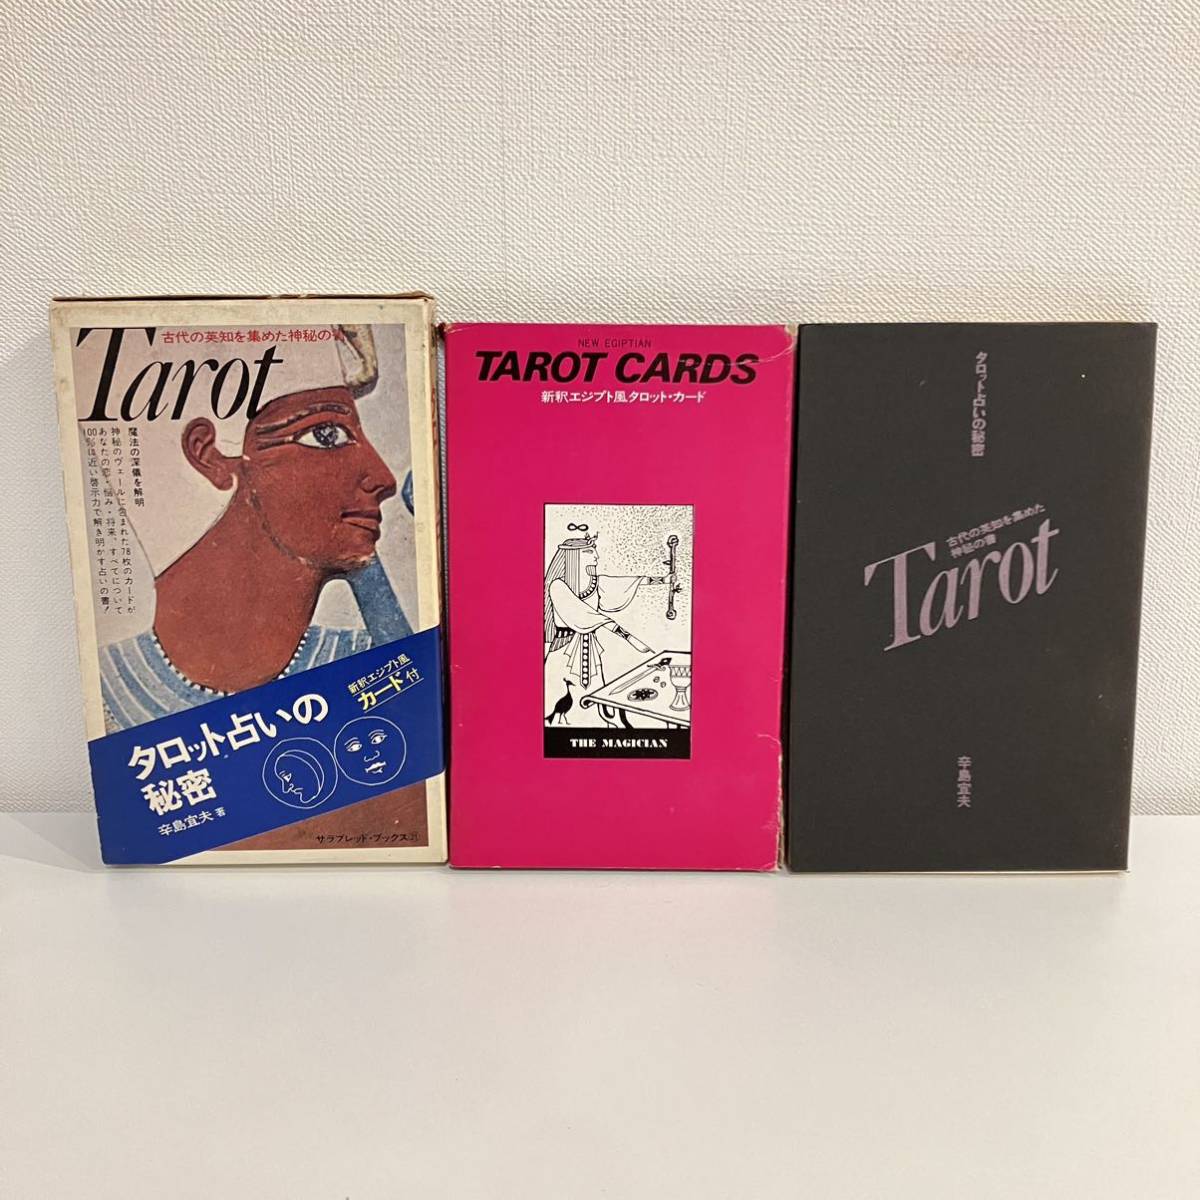 Tarot
古代の英知を集めた神秘の書
魔法の深儀を解明
神秘のヴェールに含まれた78枚のカードが
あなたの恋・悩み・将来、すべてについて
100％に近い啓示力で解き明かす占いの書!
新釈エジプト風
カード付
タロット占いの
秘密
辛島宜夫 著
サラブレッド・ブックス21
NEW EGIPTIAN
TAROT CARDS
新釈エジプト風タロット・カード
THE MAGICIAN
タロット占いの秘密
古代の英知を集めた
神秘の書
Tarot
辛島宜夫